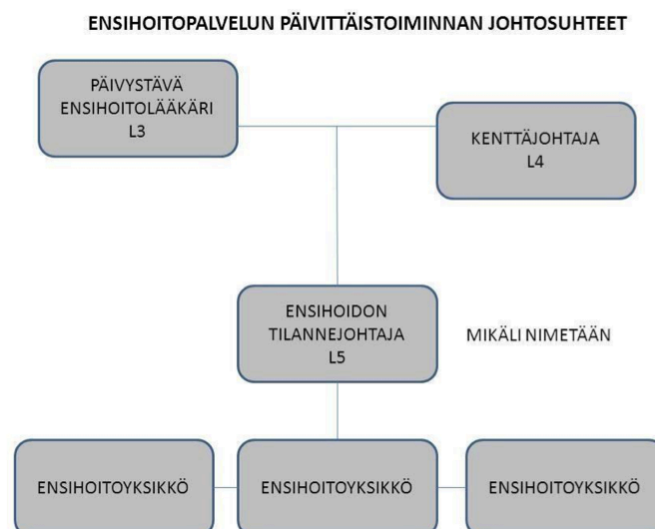 ENSIHOITOPALVELUN PÄIVITTÄISTOIMINNAN JOHTOSUHTEET
PÄIVYSTÄVÄ
ENSIHOITOLÄÄKÄRI
L3
KENTTÄJOHTAJA
L4
ENSIHOIDON
TILANNEJOHTAJA
L5
MIKÄLI NIMETÄÄN
ENSIHOITOYKSIKKÖ
ENSIHOITOYKSIKKÖ
ENSIHOITOYKSIKKÖ